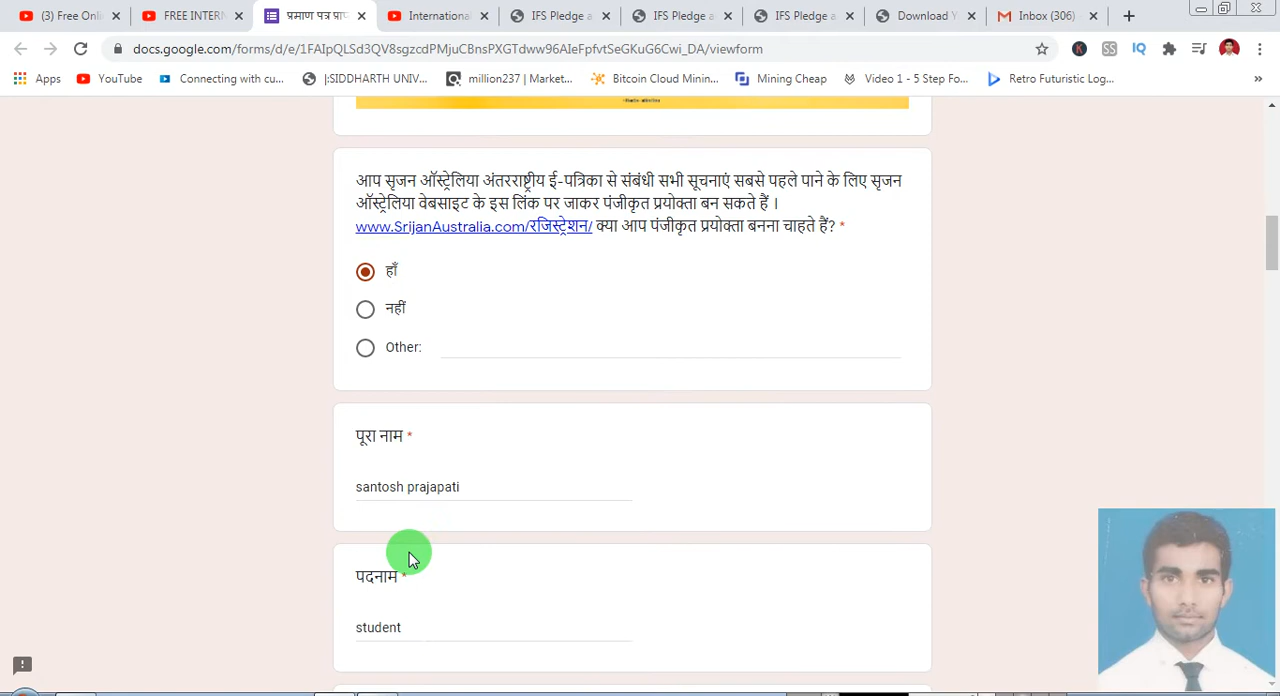 (3) Free Onli
FREE INTERN
प्रमाण पत्र प्राप
International
IFS Pledge a
IFS Pledge a
IFS Pledge a
Download Y
Inbox (306)
docs.google.com/forms/d/e/1FAIpQLSd3QV8sgzcdPMjuCBnsPXGTdww96AIeFpfvtSeGKuG6Cwi_DA/viewform
Apps
YouTube
Connecting with cu...
|:SIDDHARTH UNIV...
million237 | Market...
Bitcoin Cloud Minin...
Mining Cheap
Video 1 - 5 Step Fo...
Retro Futuristic Log...
आप सृजन ऑस्ट्रेलिया अंतरराष्ट्रीय ई-पत्रिका से संबंधी सभी सूचनाएं सबसे पहले पाने के लिए सृजन
ऑस्ट्रेलिया वेबसाइट के इस लिंक पर जाकर पंजीकृत प्रयोक्ता बन सकते हैं ।
www.SrijanAustralia.com/रजिस्ट्रेशन/ क्या आप पंजीकृत प्रयोक्ता बनना चाहते हैं? *
हाँ
नहीं
Other:
पूरा नाम *
santosh prajapati
पदनाम *
student